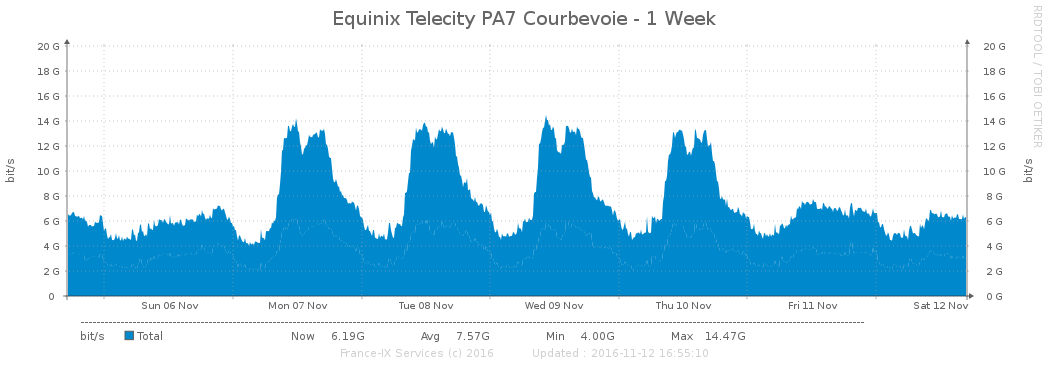 Equinix Telecity PA7 Courbevoie - 1 Week
RRDTOOL / TOBI OETIKER
bit/s
20 G
18 G
16 G
14 G
12 G
10 G
8 G
6 G
4 G
2 G
0
20 G
18 G
16 G
14 G
12 G
10 G
8 G
6 G
4 G
2 G
0 G
bit/s
Sun 06 Nov Mon 07 Nov Tue 08 Nov Wed 09 Nov Thu 10 Nov Fri 11 Nov Sat 12 Nov
bit/s Total Now 6.19G Avg 7.57G Min 4.00G Max 14.47G
France-IX Services (c) 2016 Updated : 2016-11-12 16:55:10